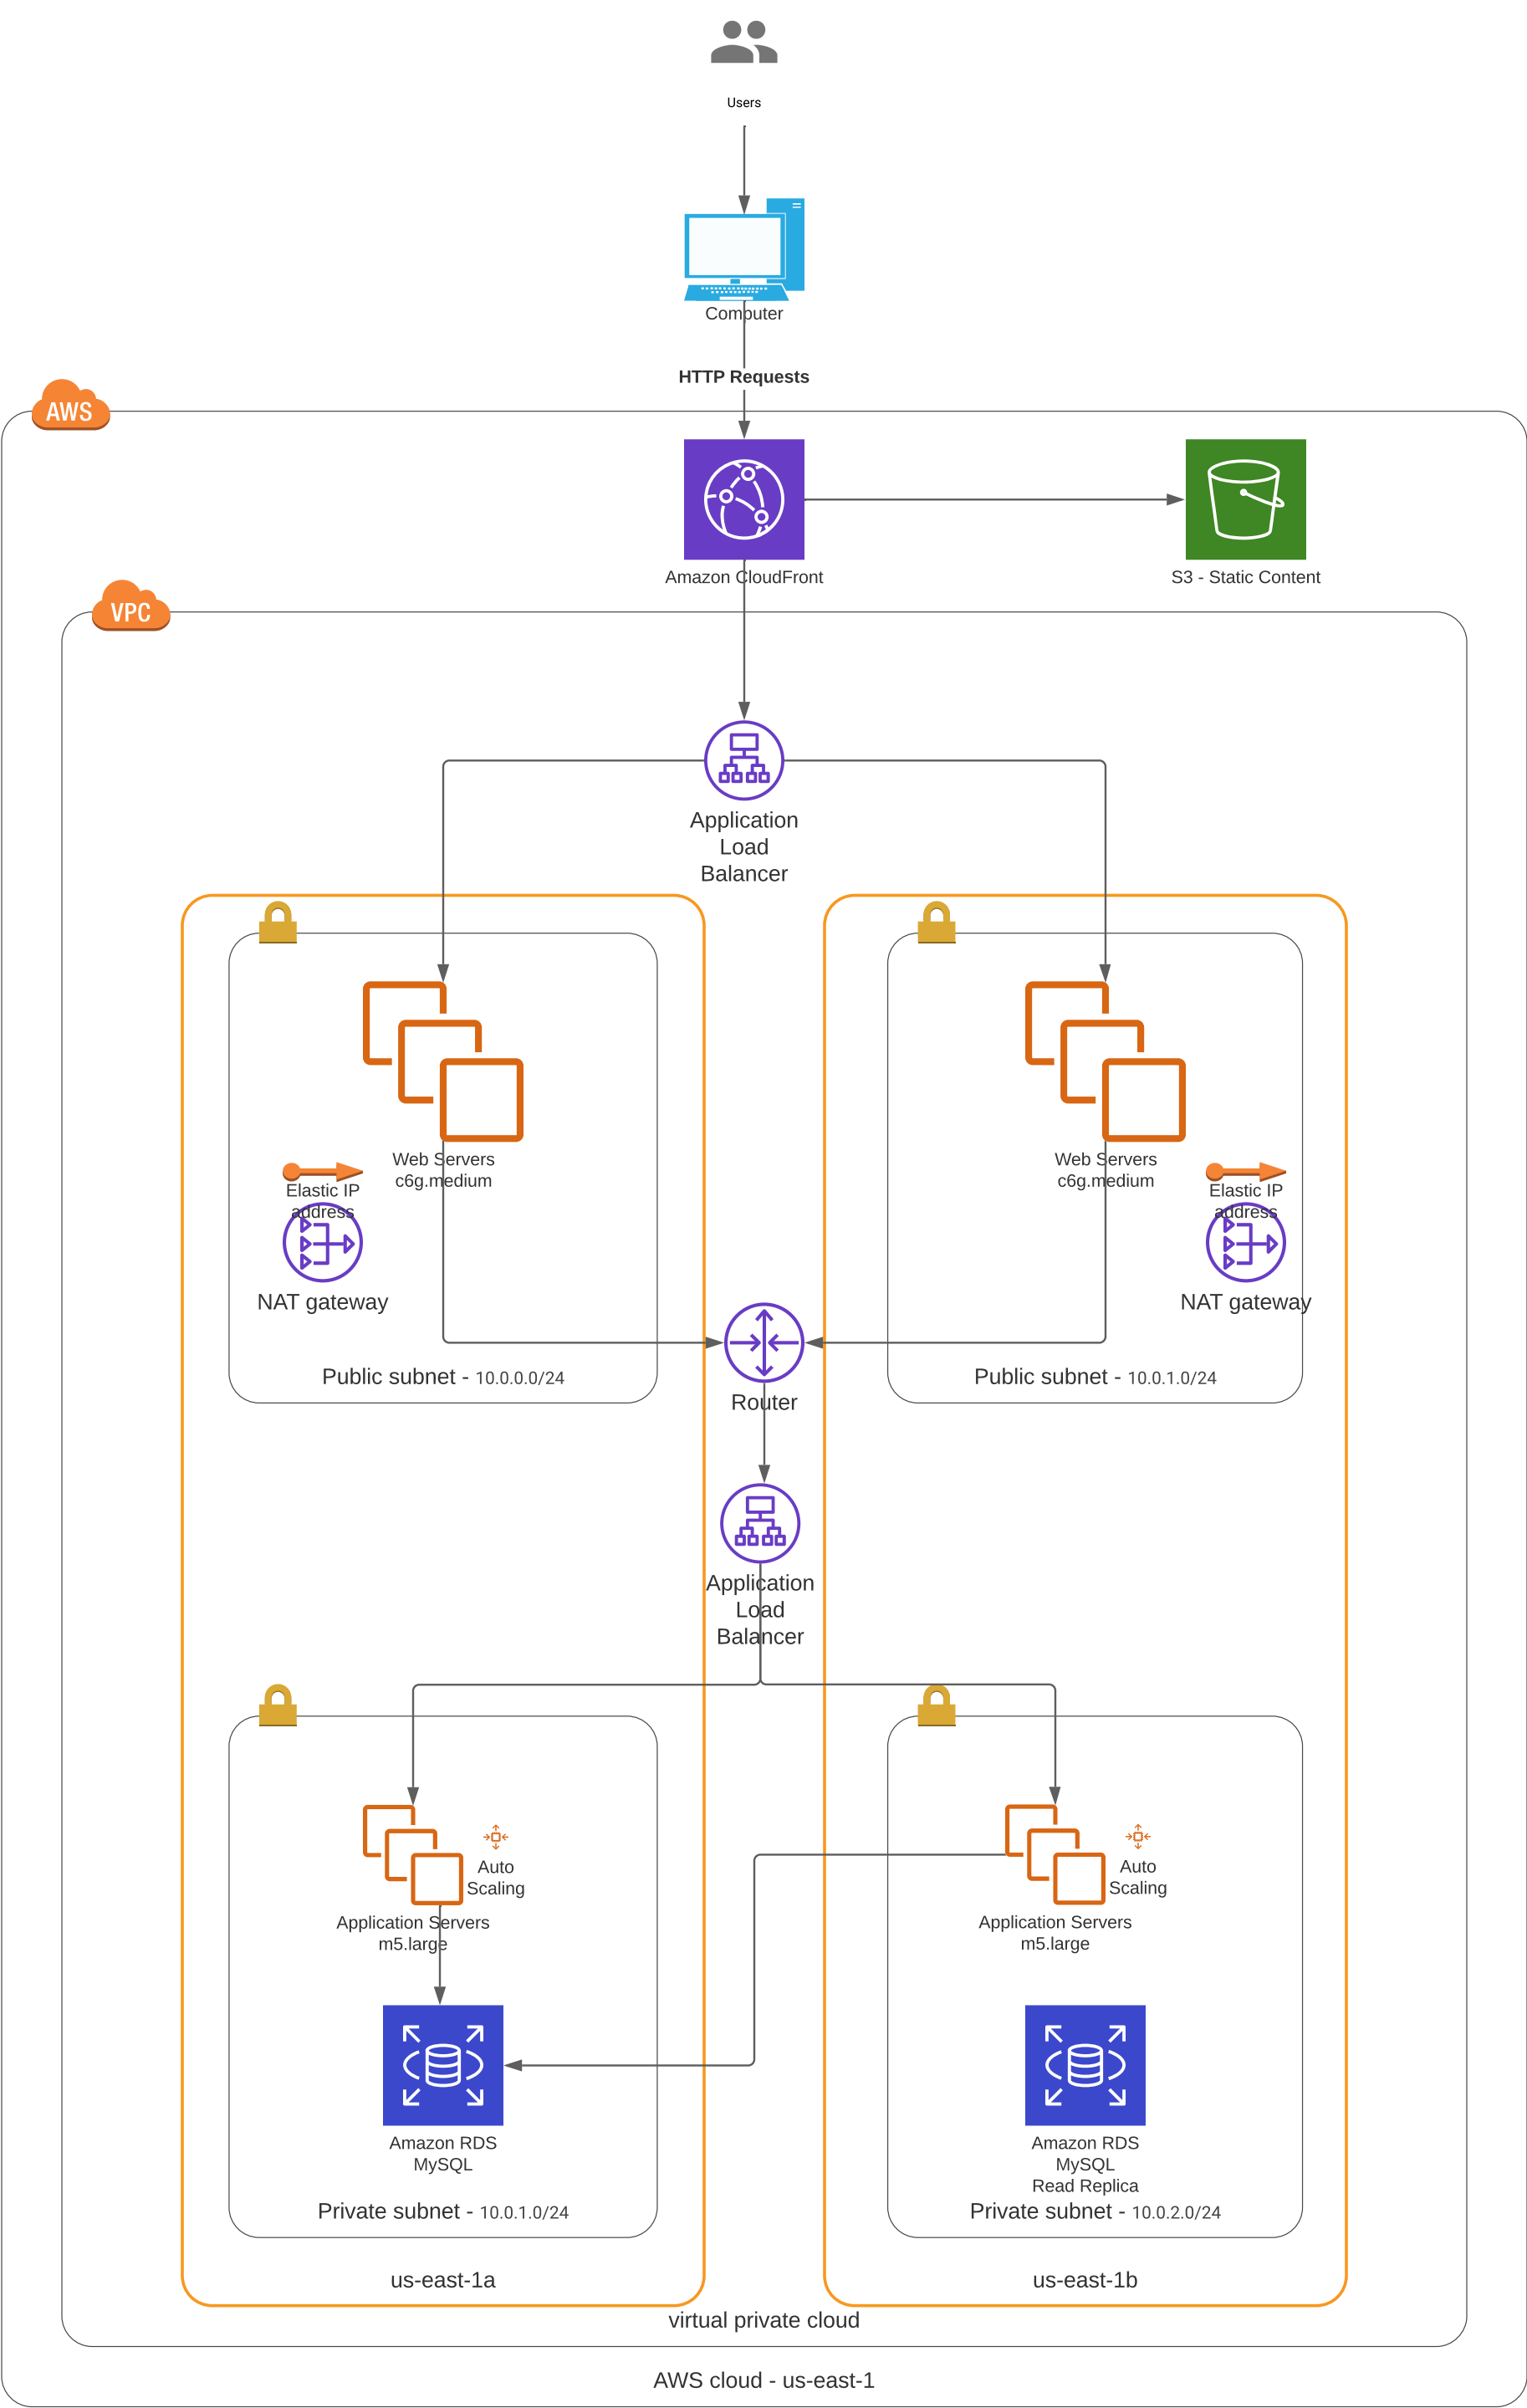 Users
Computer
HTTP Requests
AWS
Amazon CloudFront
S3 - Static Content
VPC
Application
Load
Balancer
Web Servers
c6g.medium
Elastic IP
address
NAT gateway
Public subnet - 10.0.0.0/24
Web Servers
c6g.medium
Elastic IP
address
NAT gateway
Public subnet - 10.0.1.0/24
Router
Application
Load
Balancer
Auto
Scaling
Application Servers
m5.large
Amazon RDS
MySQL
Private subnet - 10.0.1.0/24
us-east-1a
Auto
Scaling
Application Servers
m5.large
Amazon RDS
MySQL
Read Replica
Private subnet - 10.0.2.0/24
us-east-1b
virtual private cloud
AWS cloud - us-east-1